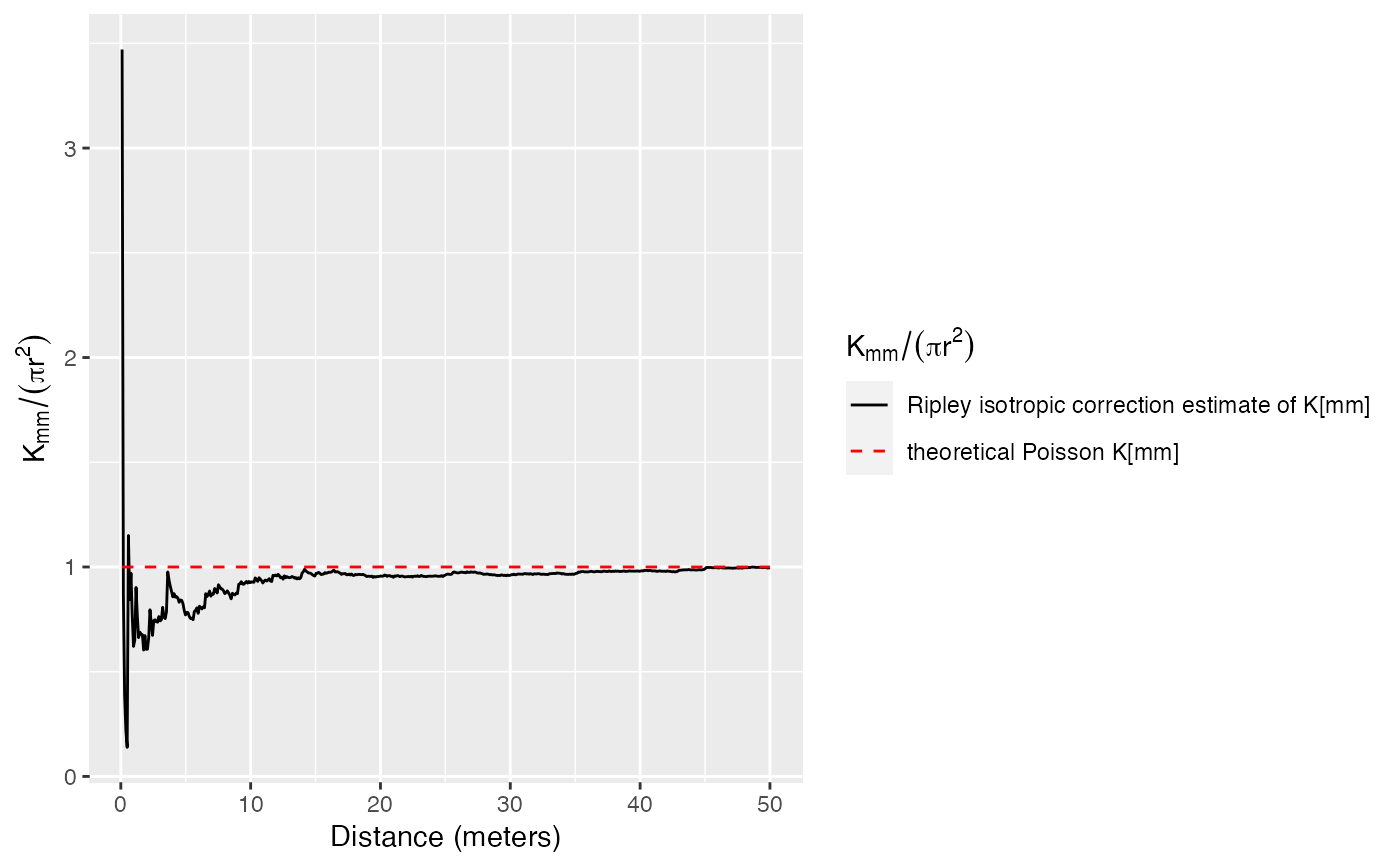 3
2
1
0
0 10 20 30 40 50
Distance (meters)
Kmm/(πr²)
Kmm/(πr²)
Ripley isotropic correction estimate of K[mm]
theoretical Poisson K[mm]